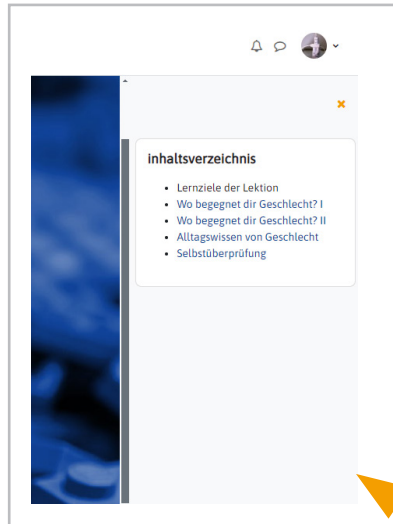 inhaltsverzeichnis
Lernziele der Lektion
Wo begegnet dir Geschlecht? I
Wo begegnet dir Geschlecht? II
Alltagswissen von Geschlecht
Selbstüberprüfung